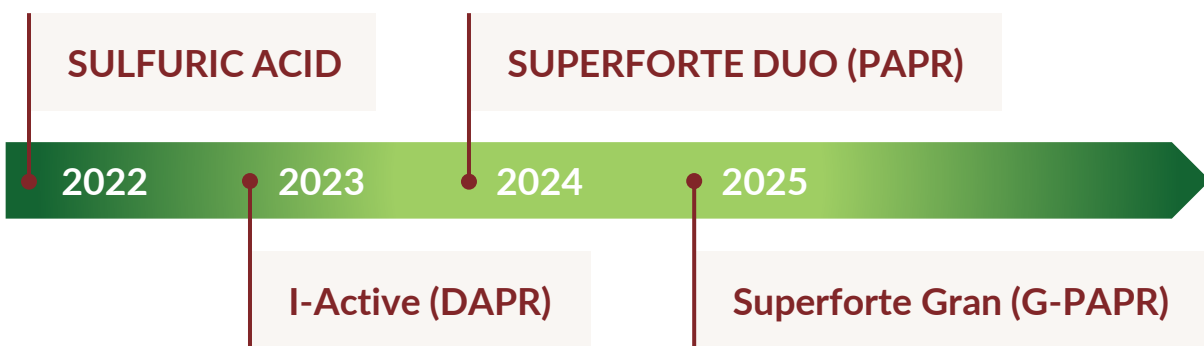 SULFURIC ACID
SUPERFORTE DUO (PAPR)
2022
2023
2024
2025
I-Active (DAPR)
Superforte Gran (G-PAPR)